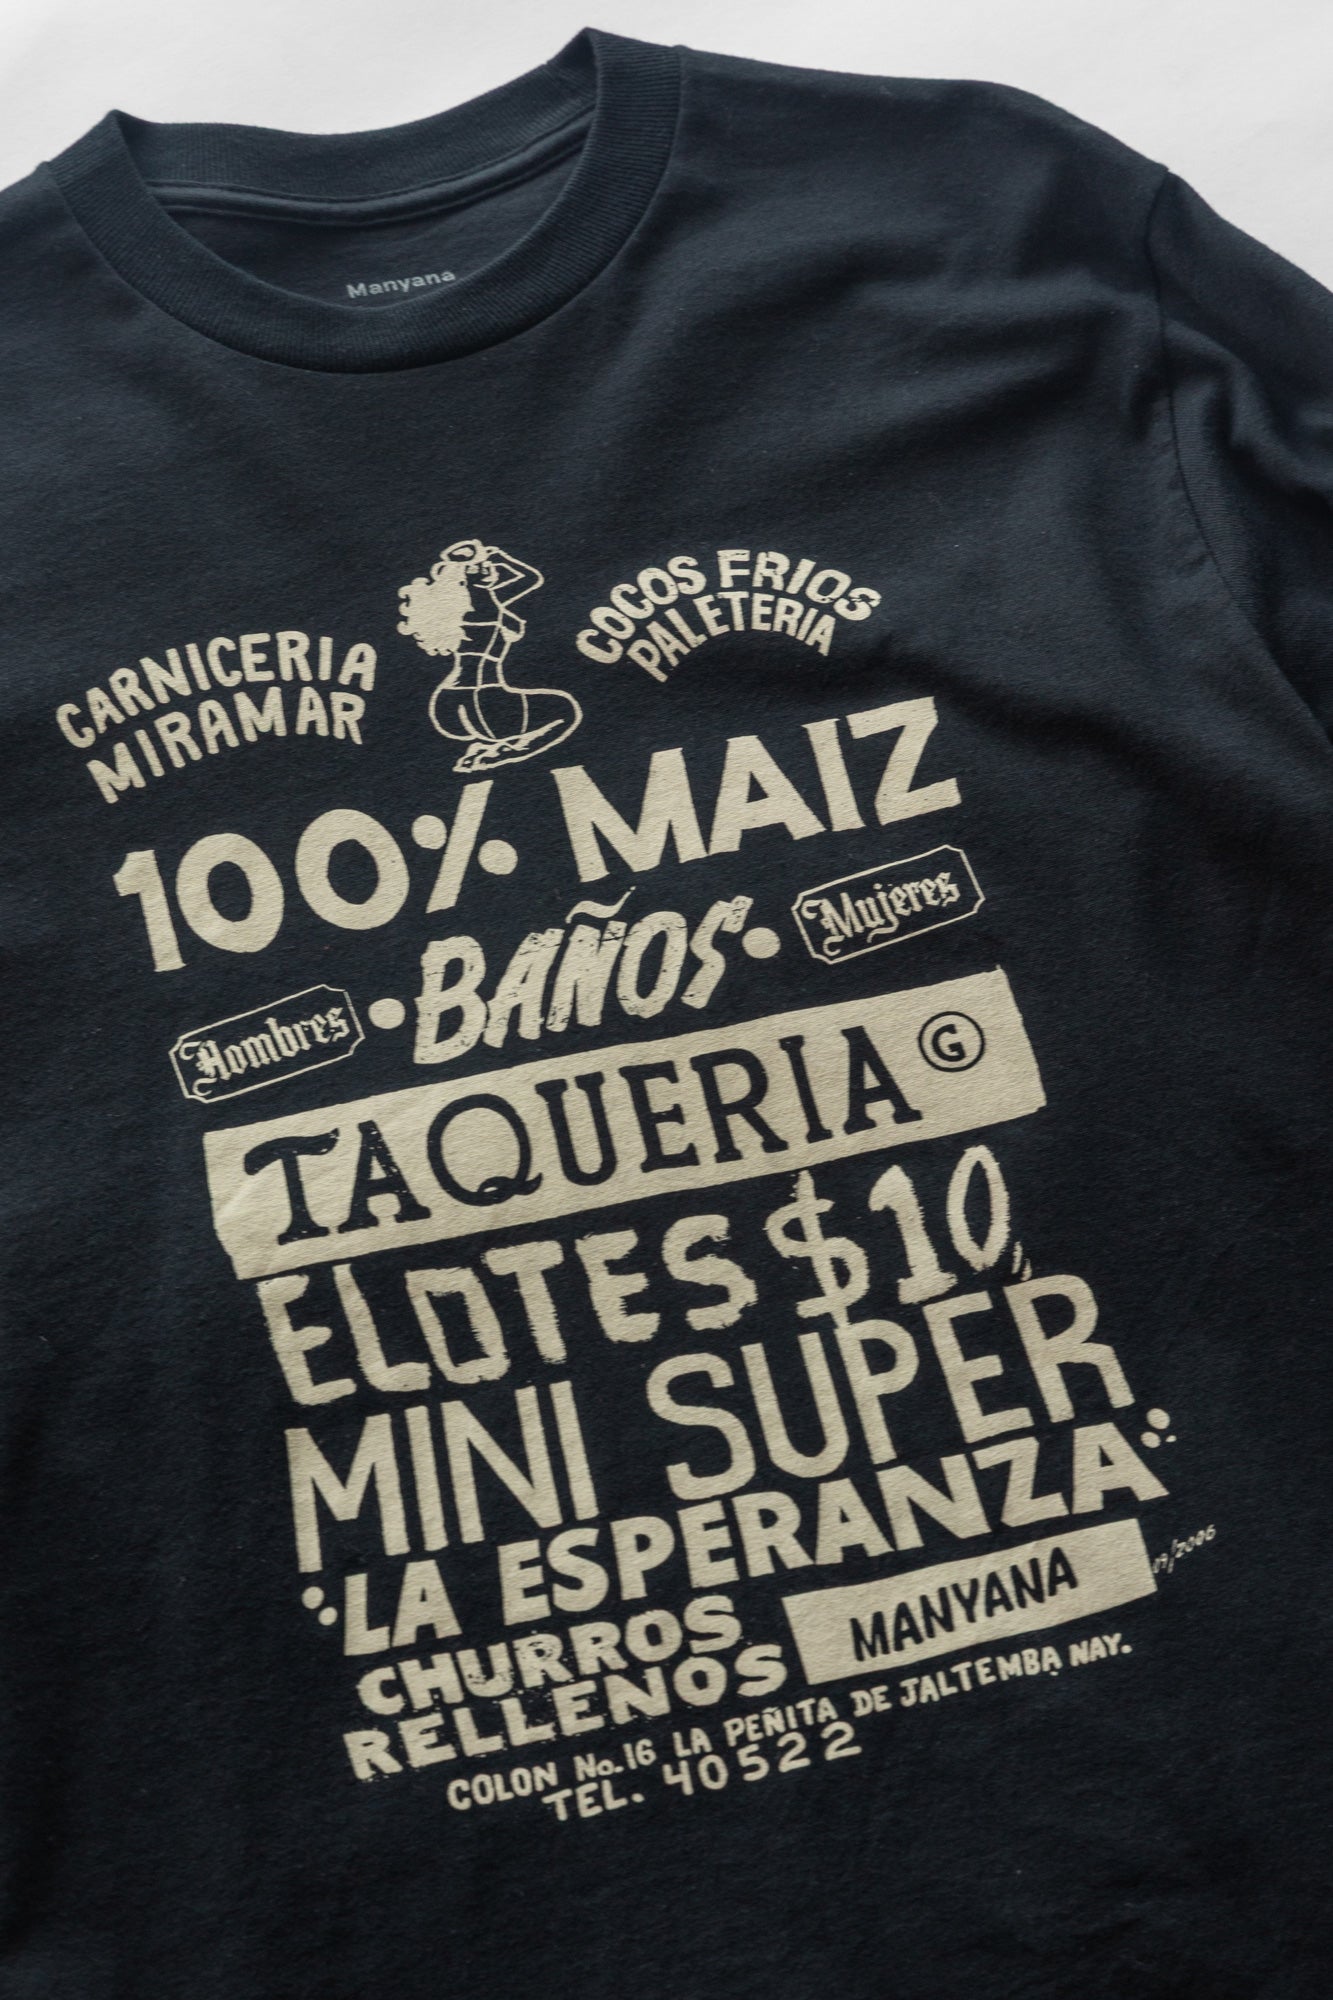 Manyana
CARNICERIA
MIRAMAR
COCOS FRIOS
PALETERIA
100% MAIZ
Hombres • BAÑOS • Mujeres
TAQUERIA G
ELOTES $10
MINI SUPER
"LA ESPERANZA"
CHURROS
RELLENOS
MANYANA
COLON No.16 LA PEÑITA DE JALTEMBA NAY.
TEL. 40522